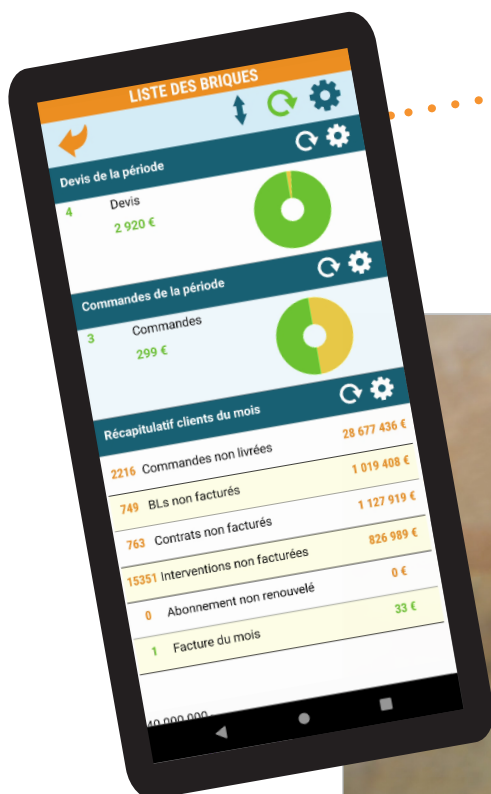 LISTE DES BRIQUES
Devis de la période
4 Devis
2 920 €
Commandes de la période
3 Commandes
299 €
Récapitulatif clients du mois
2216 Commandes non livrées 28 677 436 €
749 BLs non facturés 1 019 408 €
763 Contrats non facturés 1 127 919 €
15351 Interventions non facturées 826 989 €
0 Abonnement non renouvelé 0 €
1 Facture du mois 33 €
40 000 000